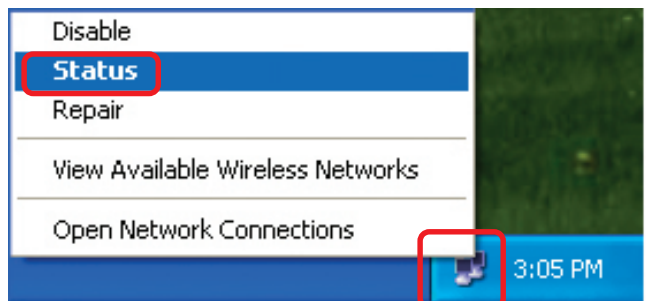 Disable
Status
Repair
View Available Wireless Networks
Open Network Connections
3:05 PM